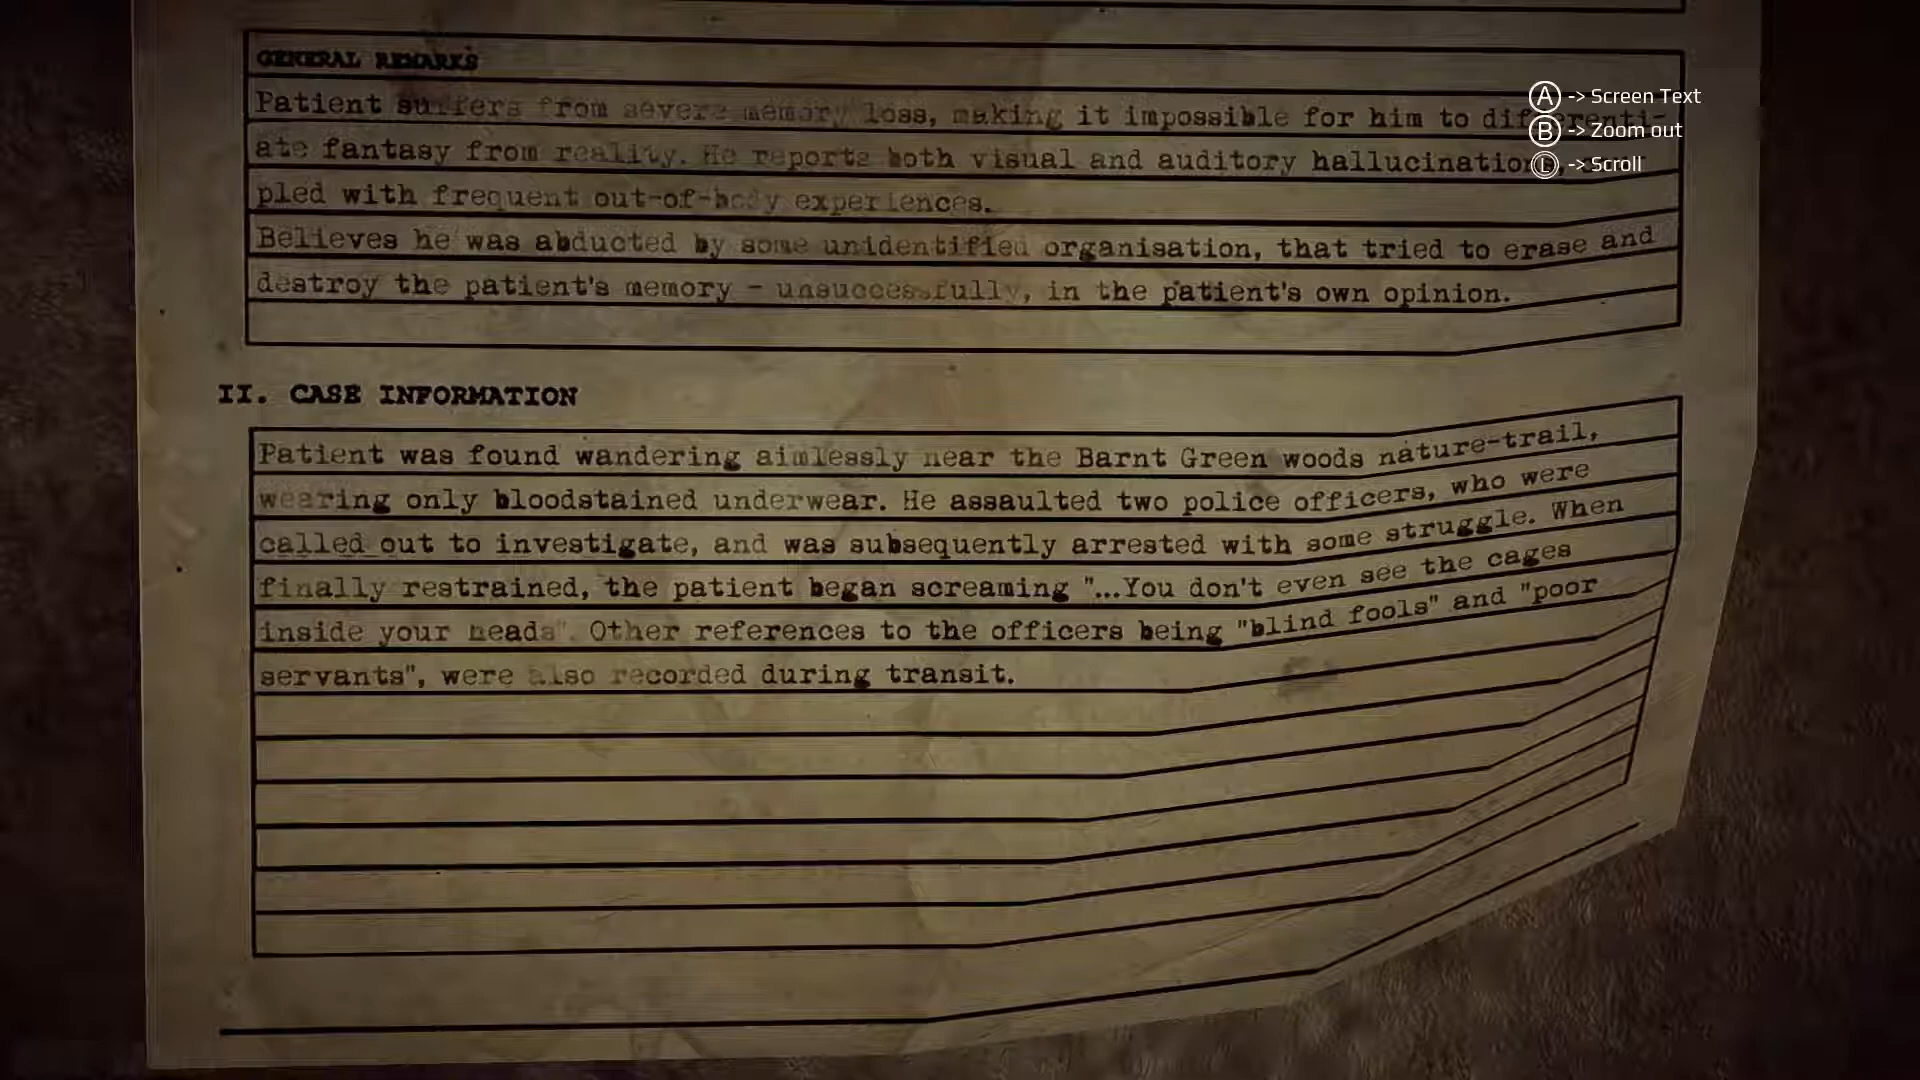 GENERAL REMARKS
Patient suffers from severe memory loss, making it impossible for him to differenti-
ate fantasy from reality. He reports both visual and auditory hallucination
pled with frequent out-of-body experiences.
Believes he was abducted by some unidentified organisation, that tried to erase and
destroy the patient's memory - unsuccessfully, in the patient's own opinion.
A -> Screen Text
B -> Zoom out
L -> Scroll
II. CASE INFORMATION
Patient was found wandering aimlessly near the Barnt Green woods nature-trail,
wearing only bloodstained underwear. He assaulted two police officers, who were
called out to investigate, and was subsequently arrested with some struggle. When
finally restrained, the patient began screaming "...You don't even see the cages
inside your heads". Other references to the officers being "blind fools" and "poor
servants", were also recorded during transit.